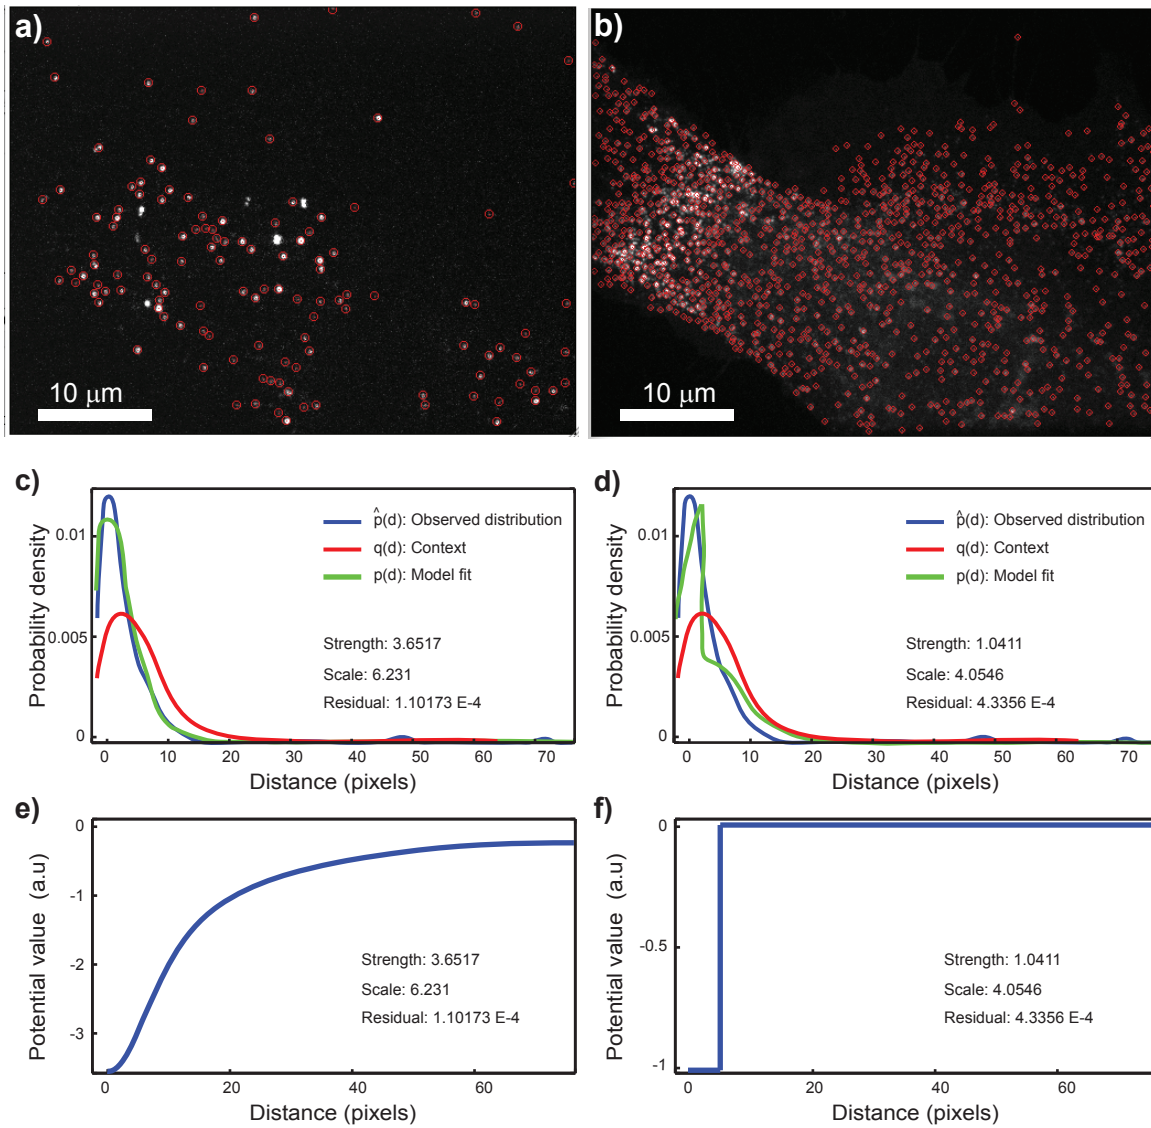 a)
10 μm
b)
10 μm
c)
Probability density
0.01
0.005
0
^
p(d): Observed distribution
q(d): Context
p(d): Model fit
Strength: 3.6517
Scale: 6.231
Residual: 1.10173 E-4
0 10 20 30 40 50 60 70
Distance (pixels)
d)
Probability density
0.01
0.005
0
^
p(d): Observed distribution
q(d): Context
p(d): Model fit
Strength: 1.0411
Scale: 4.0546
Residual: 4.3356 E-4
0 10 20 30 40 50 60 70
Distance (pixels)
e)
Potential value (a.u)
0
-1
-2
-3
Strength: 3.6517
Scale: 6.231
Residual: 1.10173 E-4
0 20 40 60
Distance (pixels)
f)
Potential value (a.u)
0
-0.5
-1
Strength: 1.0411
Scale: 4.0546
Residual: 4.3356 E-4
0 20 40 60
Distance (pixels)